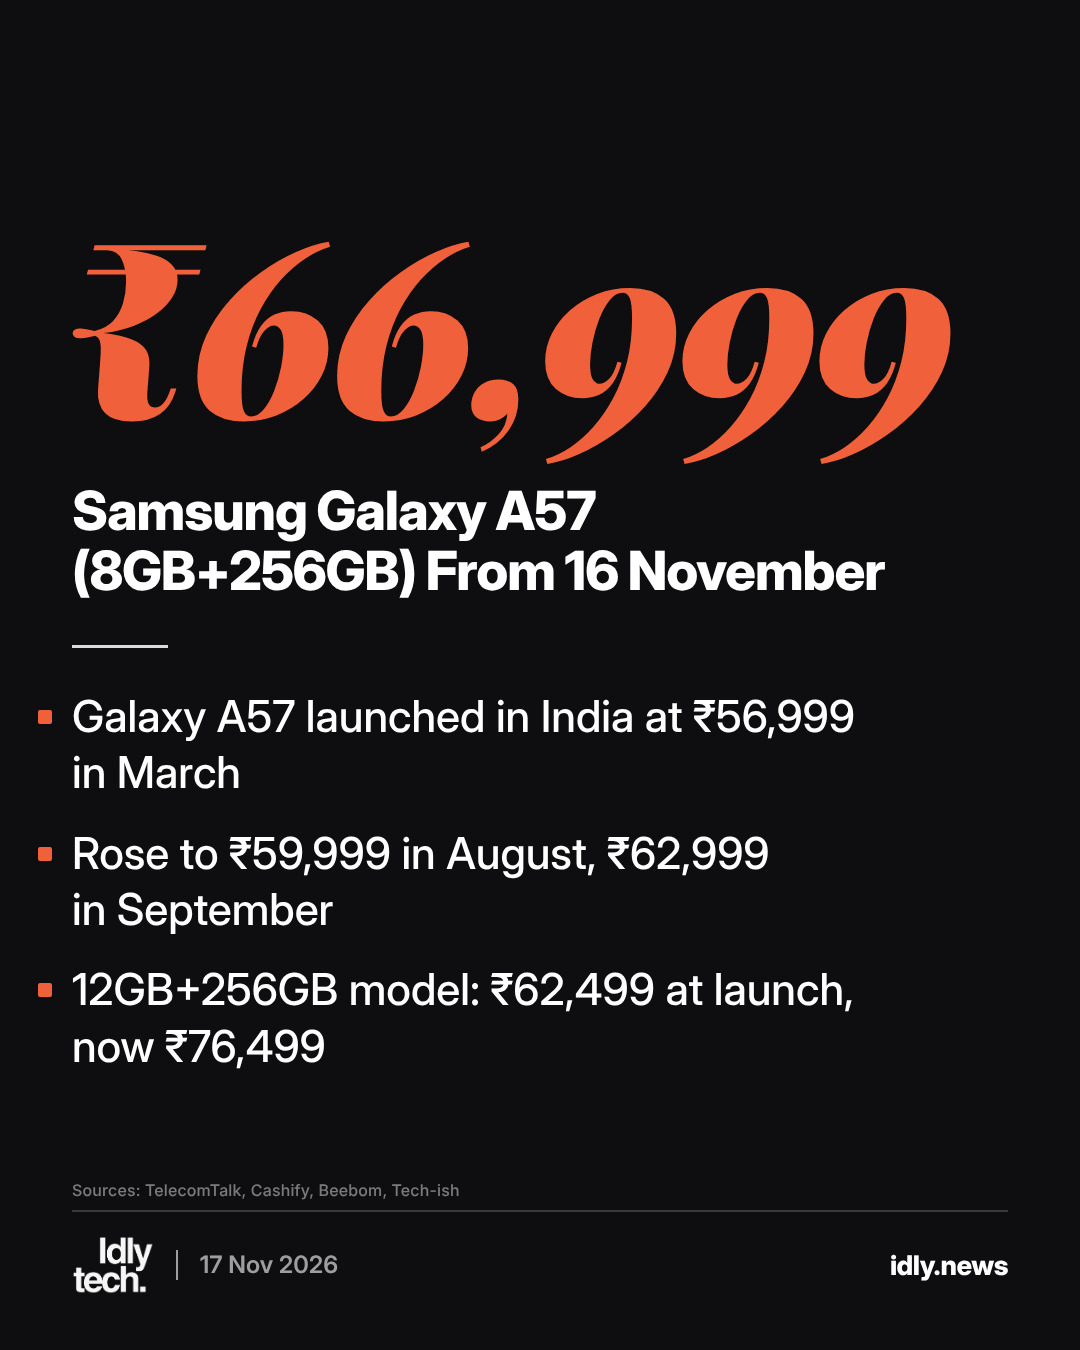 ₹66,999
Samsung Galaxy A57
(8GB+256GB) From 16 November
Galaxy A57 launched in India at ₹56,999
in March
Rose to ₹59,999 in August, ₹62,999
in September
12GB+256GB model: ₹62,499 at launch,
now ₹76,499
Sources: TelecomTalk, Cashify, Beebom, Tech-ish
Idly
tech.
17 Nov 2026
idly.news